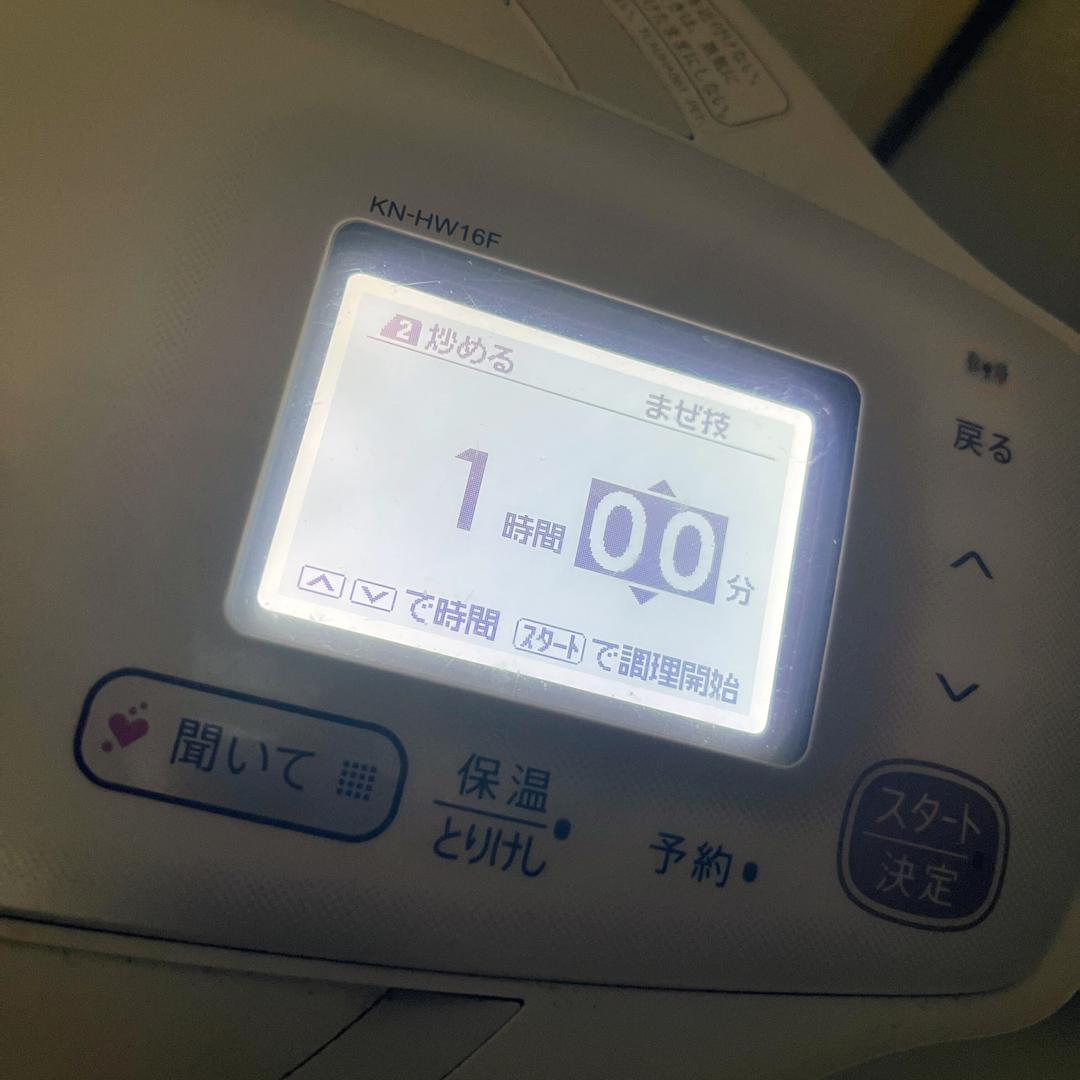 KN-HW16F
2 炒める
まぜ技
1時間00分
で時間 スタート で調理開始
戻る
聞いて
保温
とりけし
予約
スタート
決定